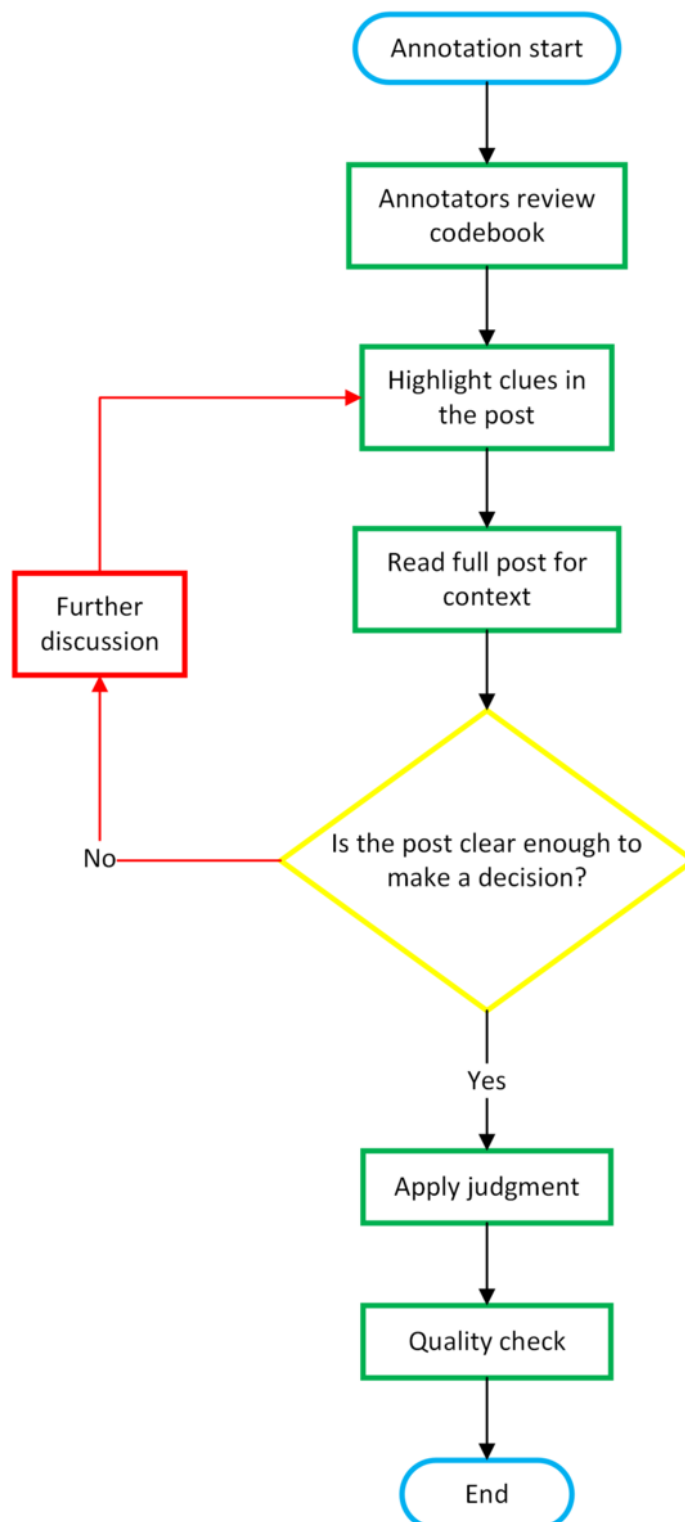 Annotation start
Annotators review
codebook
Highlight clues in
the post
Read full post for
context
Further
discussion
Is the post clear enough to
make a decision?
No
Yes
Apply judgment
Quality check
End